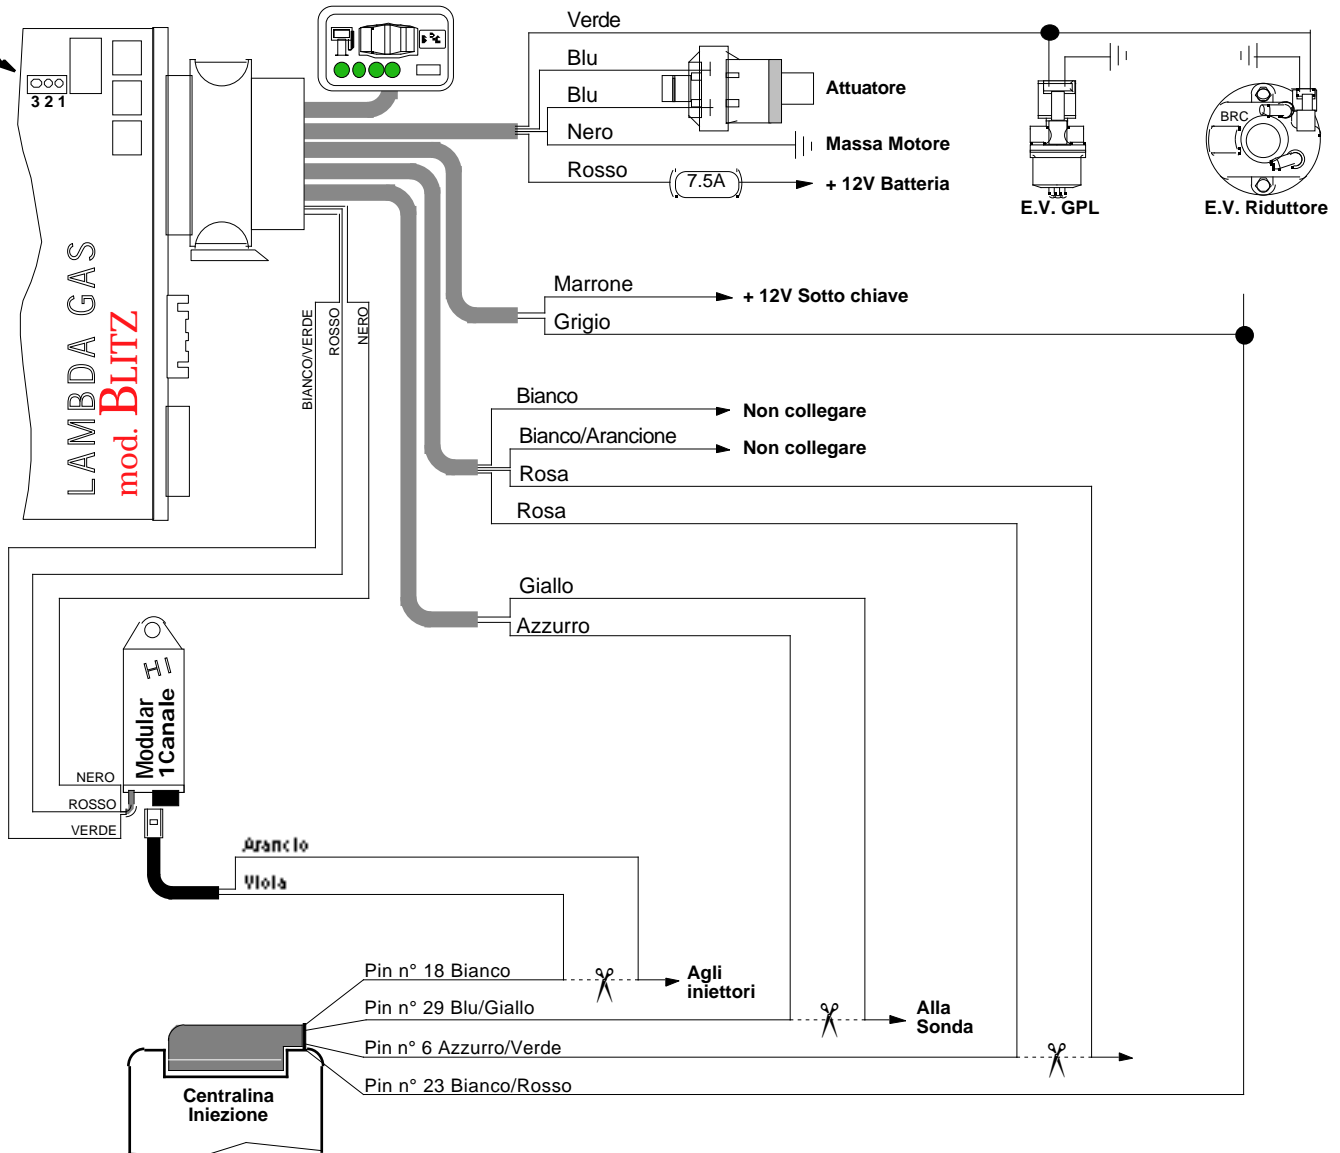 Verde
Blu
Attuatore
Blu
3 2 1
Nero
Massa Motore
BRC
Rosso
7.5A
+ 12V Batteria
E.V. GPL
E.V. Riduttore
LAMBDA GAS
mod. BLITZ
Marrone
+ 12V Sotto chiave
Grigio
BIANCO/VERDE
ROSSO
NERO
Bianco
Non collegare
Bianco/Arancione
Non collegare
Rosa
Rosa
Giallo
Azzurro
HI
Modular
1Canale
NERO
ROSSO
VERDE
Arancio
Viola
Pin n° 18 Bianco
Agli
iniettori
Pin n° 29 Blu/Giallo
Alla
Sonda
Pin n° 6 Azzurro/Verde
Pin n° 23 Bianco/Rosso
Centralina
Iniezione